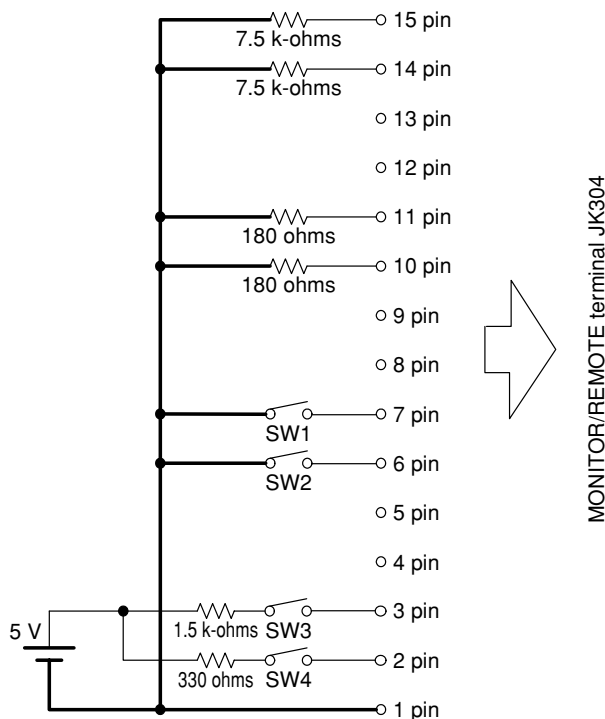 15 pin
7.5 k-ohms
14 pin
7.5 k-ohms
13 pin
12 pin
11 pin
180 ohms
10 pin
180 ohms
9 pin
8 pin
7 pin
SW1
6 pin
SW2
5 pin
4 pin
3 pin
1.5 k-ohms SW3
5 V
2 pin
330 ohms SW4
1 pin
MONITOR/REMOTE terminal JK304